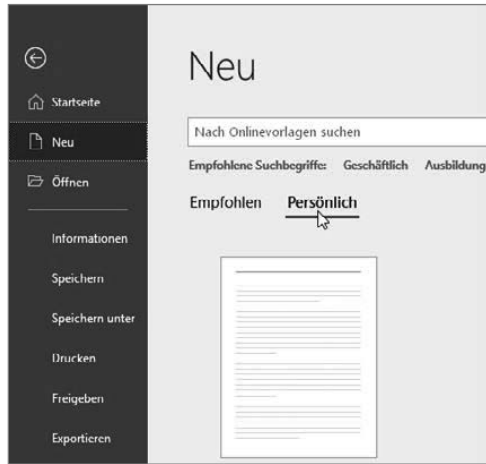 Neu
Startseite
Neu
Öffnen
Informationen
Speichern
Speichern unter
Drucken
Freigeben
Exportieren
Nach Onlinevorlagen suchen
Empfohlene Suchbegriffe: Geschäftlich Ausbildung
Empfohlen Persönlich